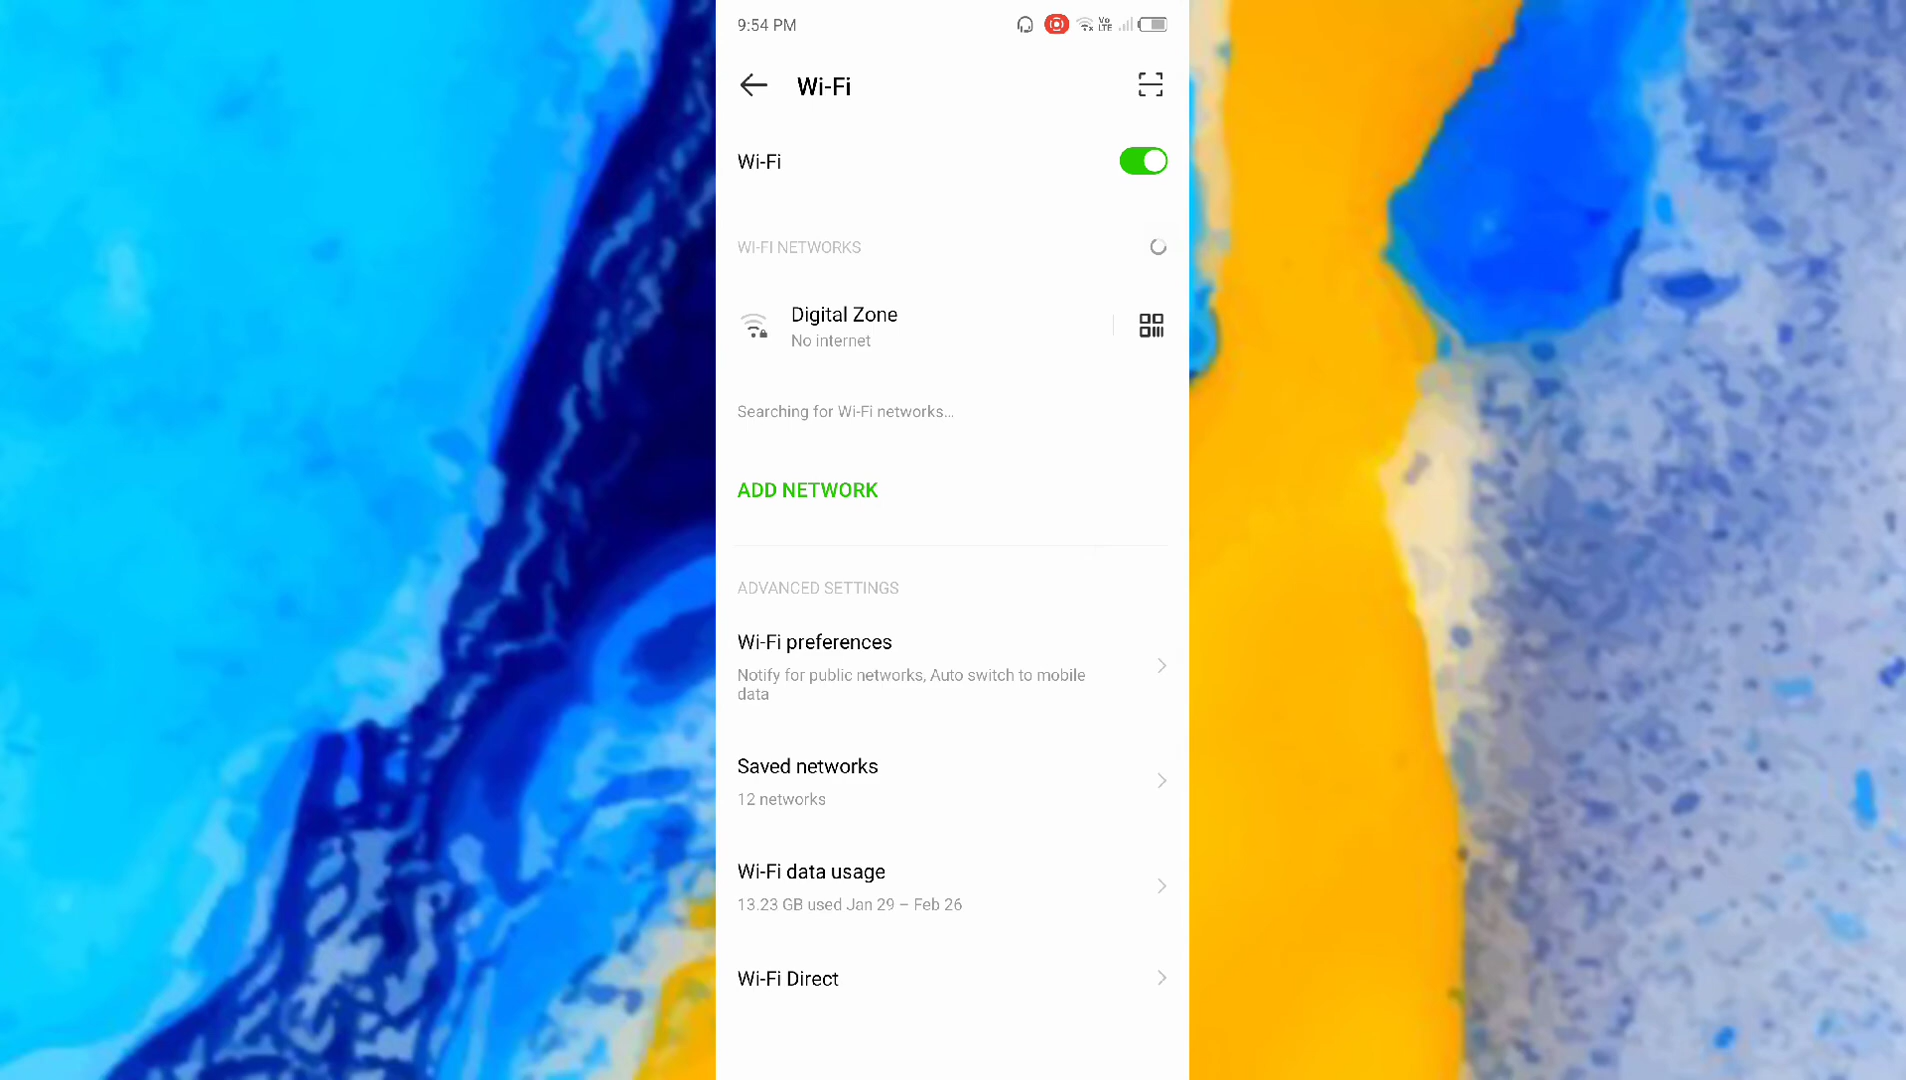 9:54 PM
Vo
LTE
Wi-Fi
Wi-Fi
WI-FI NETWORKS
Digital Zone
No internet
Searching for Wi-Fi networks...
ADD NETWORK
ADVANCED SETTINGS
Wi-Fi preferences
Notify for public networks, Auto switch to mobile
data
Saved networks
12 networks
Wi-Fi data usage
13.23 GB used Jan 29 – Feb 26
Wi-Fi Direct